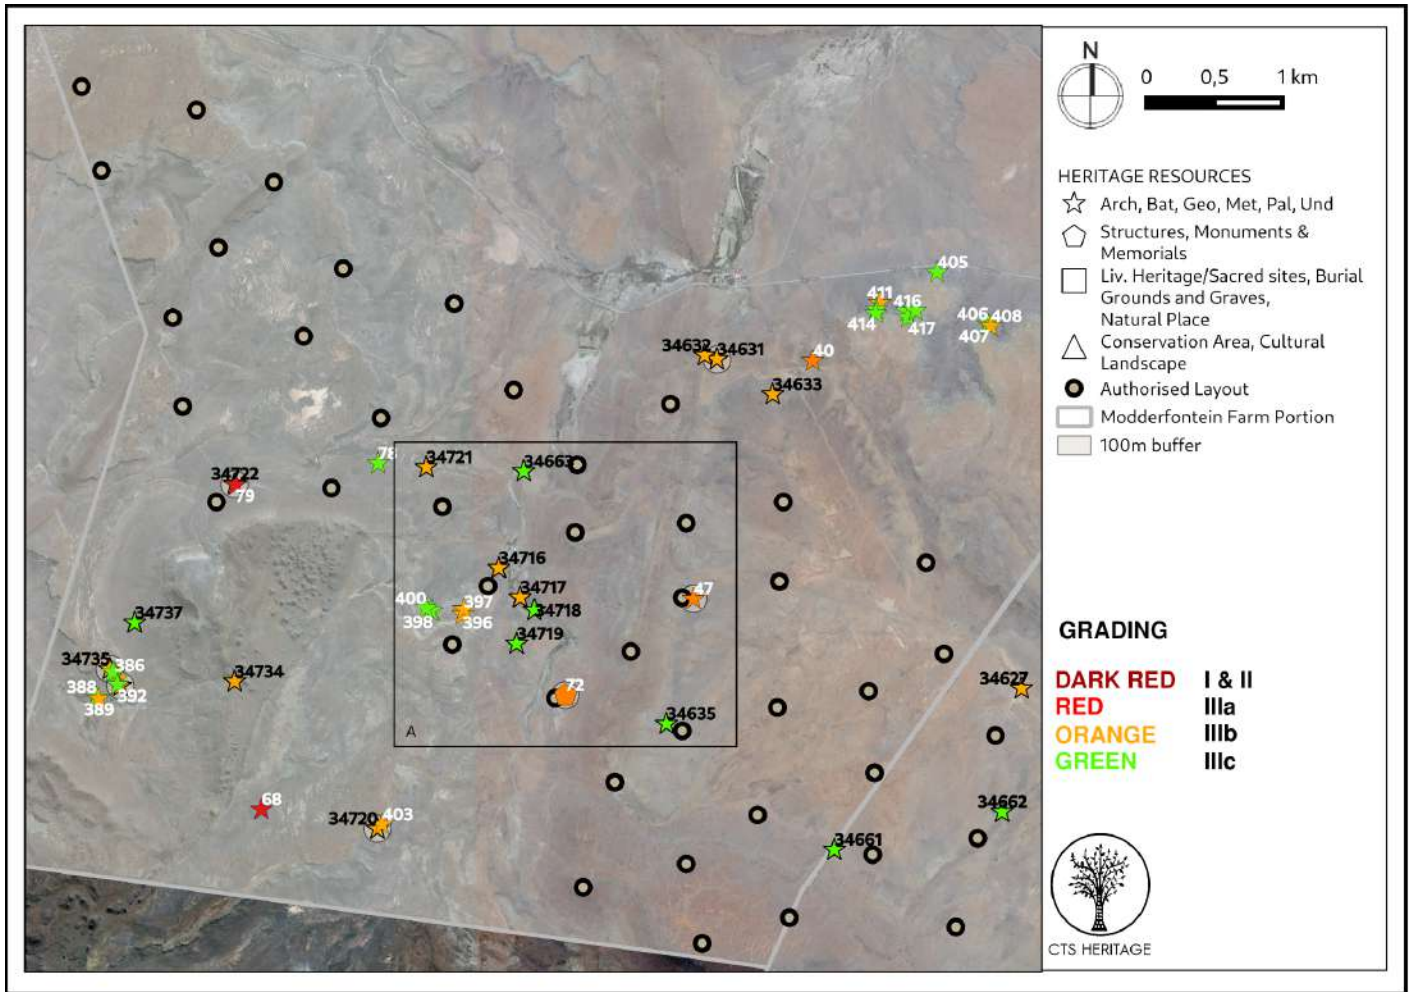 N
0 0,5 1 km
HERITAGE RESOURCES
Arch, Bat, Geo, Met, Pal, Und
Structures, Monuments &
Memorials
Liv. Heritage/Sacred sites, Burial
Grounds and Graves,
Natural Place
Conservation Area, Cultural
Landscape
Authorised Layout
Modderfontein Farm Portion
100m buffer
GRADING
DARK RED I & II
RED IIIa
ORANGE IIIb
GREEN IIIc
CTS HERITAGE
405
411
416
414
417
406 408
407
34632 34631
40
34633
78
34721
34663
34722
79
34716
34717
47
400
397
34718
398
396
34719
34737
34735
386
388
392
389
34734
72
34635
34627
A
68
34720 403
34662
34661